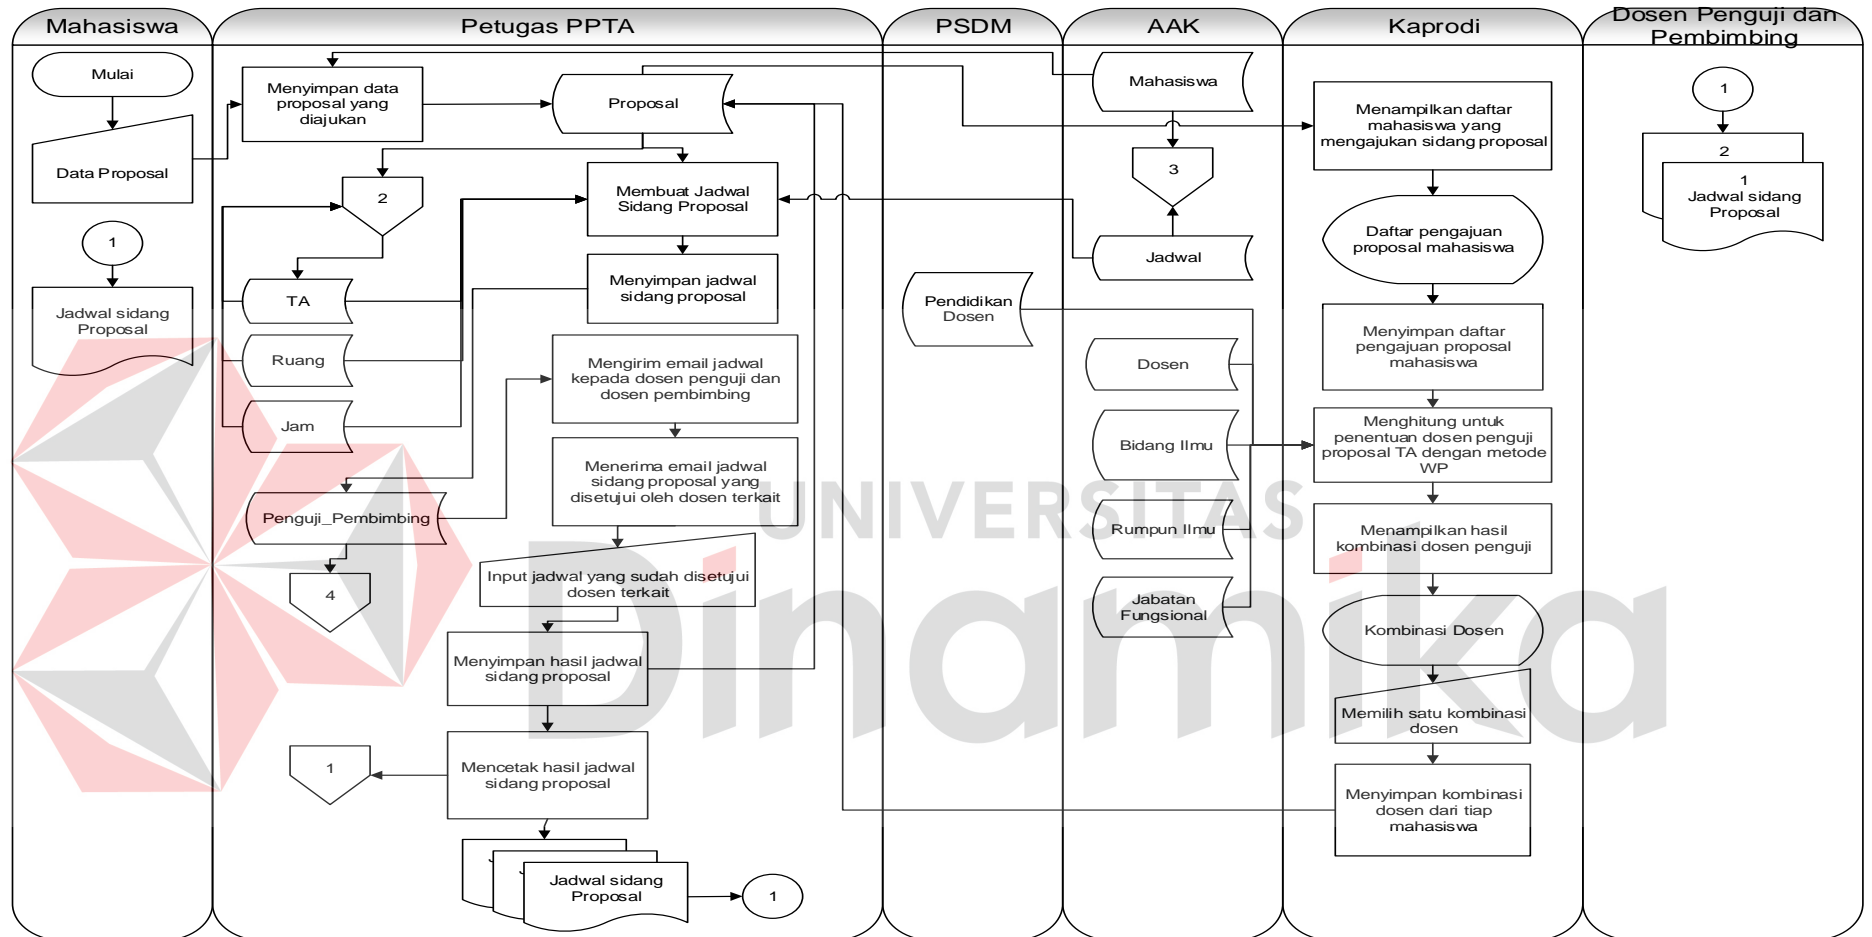 Mahasiswa
Petugas PPTA
PSDM
AAK
Kaprodi
Dosen Penguji dan
Pembimbing
Mulai
Data Proposal
1
Jadwal sidang
Proposal
Menyimpan data
proposal yang
diajukan
Proposal
2
Membuat Jadwal
Sidang Proposal
Menyimpan jadwal
sidang proposal
TA
Ruang
Jam
Mengirim email jadwal
kepada dosen penguji dan
dosen pembimbing
Menerima email jadwal
sidang proposal yang
disetujui oleh dosen terkait
Penguji_Pembimbing
4
Input jadwal yang sudah disetujui
dosen terkait
Menyimpan hasil jadwal
sidang proposal
1
Mencetak hasil jadwal
sidang proposal
Jadwal sidang
Proposal
1
Pendidikan
Dosen
Mahasiswa
3
Jadwal
Dosen
Bidang Ilmu
Rumpun Ilmu
Jabatan
Fungsional
Menampilkan daftar
mahasiswa yang
mengajukan sidang proposal
Daftar pengajuan
proposal mahasiswa
Menyimpan daftar
pengajuan proposal
mahasiswa
Menghitung untuk
penentuan dosen penguji
proposal TA dengan metode
WP
Menampilkan hasil
kombinasi dosen penguji
Kombinasi Dosen
Memilih satu kombinasi
dosen
Menyimpan kombinasi
dosen dari tiap
mahasiswa
1
2
1
Jadwal sidang
Proposal
UNIVERSITAS
Dinamika